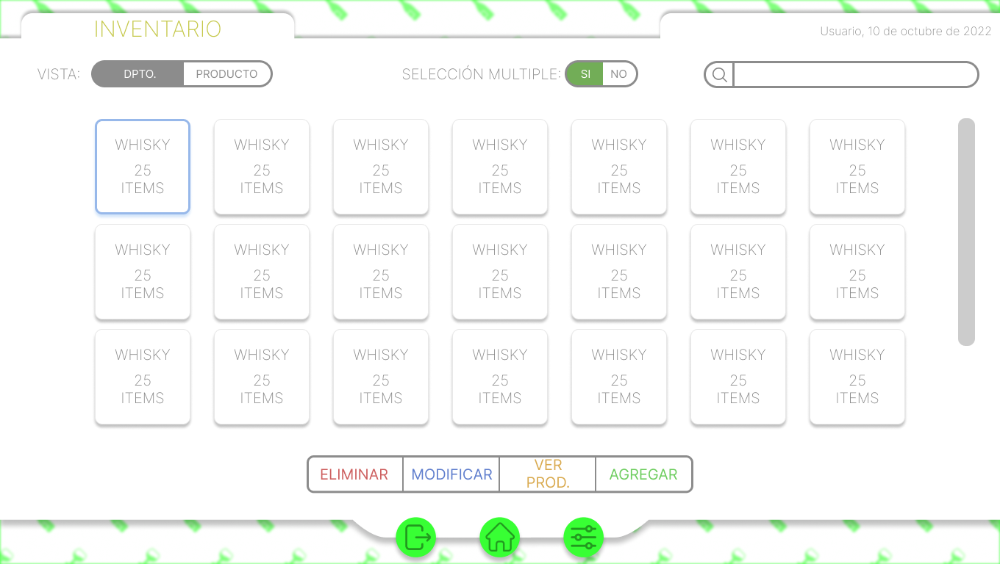 INVENTARIO
Usuario, 10 de octubre de 2022
VISTA: DPTO. PRODUCTO SELECCIÓN MULTIPLE: SI NO
WHISKY WHISKY WHISKY WHISKY WHISKY WHISKY WHISKY
25 25 25 25 25 25 25
ITEMS ITEMS ITEMS ITEMS ITEMS ITEMS ITEMS
WHISKY WHISKY WHISKY WHISKY WHISKY WHISKY WHISKY
25 25 25 25 25 25 25
ITEMS ITEMS ITEMS ITEMS ITEMS ITEMS ITEMS
WHISKY WHISKY WHISKY WHISKY WHISKY WHISKY WHISKY
25 25 25 25 25 25 25
ITEMS ITEMS ITEMS ITEMS ITEMS ITEMS ITEMS
ELIMINAR MODIFICAR VER PROD. AGREGAR